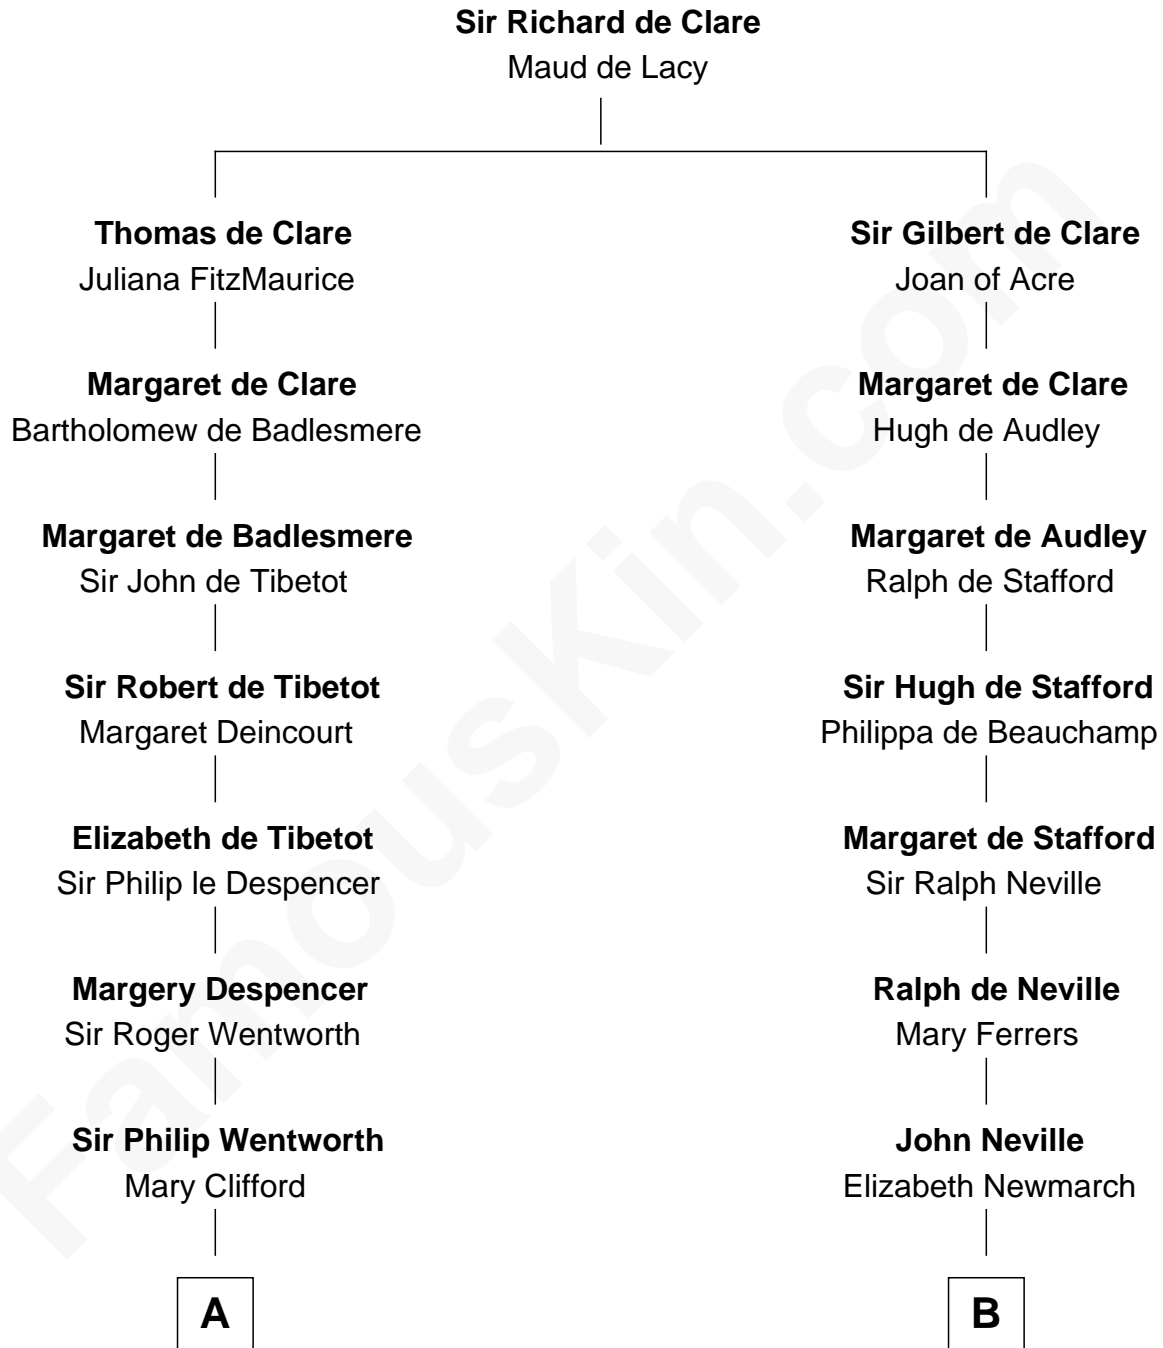 Sir Richard de Clare
Maud de Lacy
Thomas de Clare
Juliana FitzMaurice
Margaret de Clare
Bartholomew de Badlesmere
Margaret de Badlesmere
Sir John de Tibetot
Sir Robert de Tibetot
Margaret Deincourt
Elizabeth de Tibetot
Sir Philip le Despencer
Margery Despencer
Sir Roger Wentworth
Sir Philip Wentworth
Mary Clifford
A
Sir Gilbert de Clare
Joan of Acre
Margaret de Clare
Hugh de Audley
Margaret de Audley
Ralph de Stafford
Sir Hugh de Stafford
Philippa de Beauchamp
Margaret de Stafford
Sir Ralph Neville
Ralph de Neville
Mary Ferrers
John Neville
Elizabeth Newmarch
B
FamousKin.com